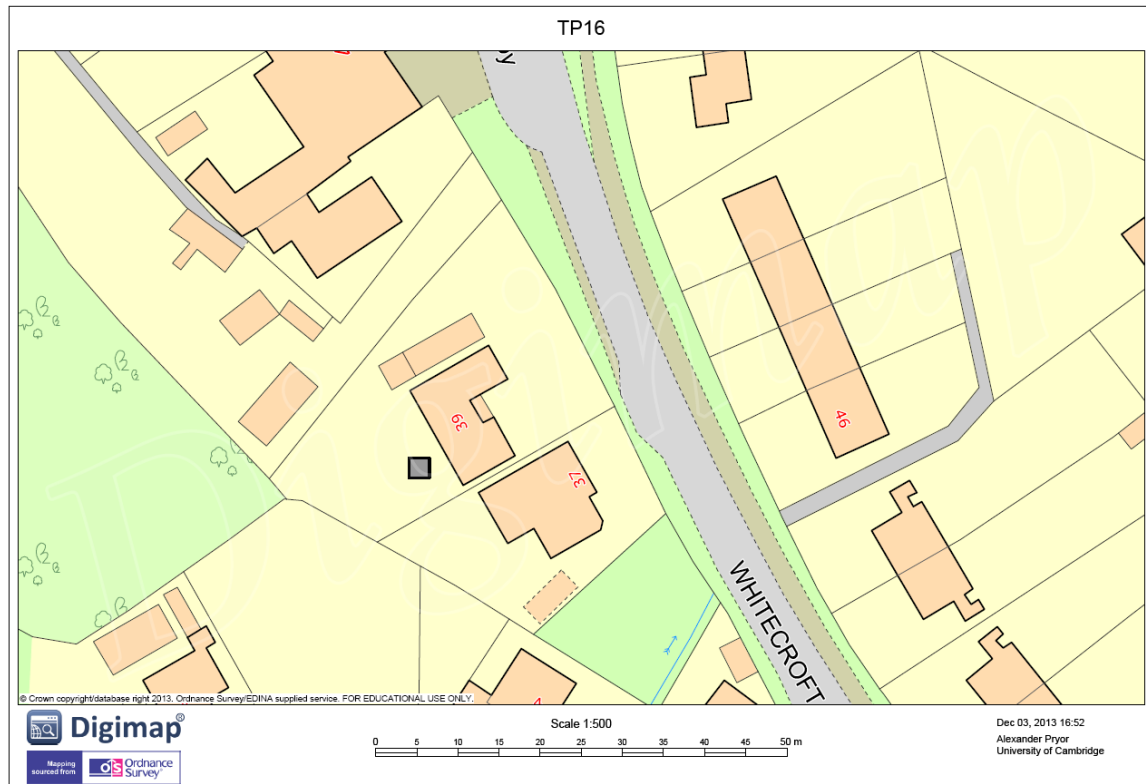 TP16
39
37
46
WHITECROFT
Digimap
© Crown copyright/database right 2013. Ordnance Survey/EDINA supplied service. FOR EDUCATIONAL USE ONLY.
Digimap®
Mapping
sourced from
OS Ordnance
Survey®
Scale 1:500
0 5 10 15 20 25 30 35 40 45 50 m
Dec 03, 2013 16:52
Alexander Pryor
University of Cambridge